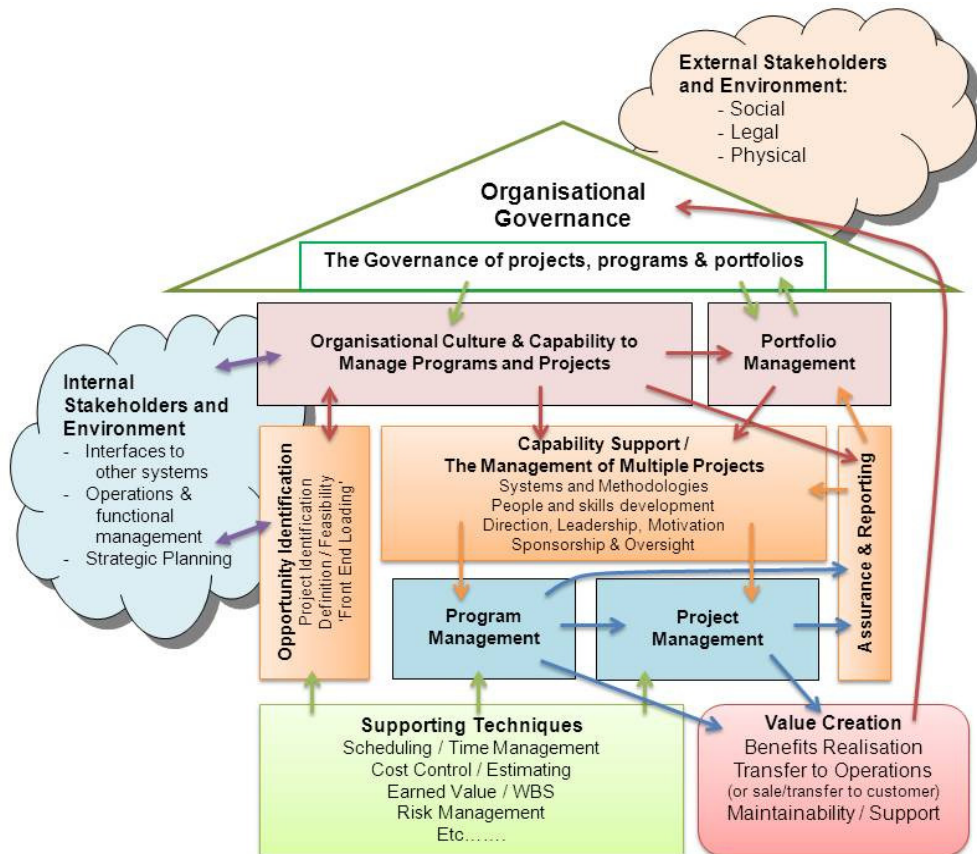 External Stakeholders
and Environment:
- Social
- Legal
- Physical
Organisational
Governance
The Governance of projects, programs & portfolios
Organisational Culture & Capability to
Manage Programs and Projects
Portfolio
Management
Internal
Stakeholders and
Environment
- Interfaces to
other systems
- Operations &
functional
management
- Strategic Planning
Opportunity Identification
Project Identification
Definition / Feasibility
'Front End Loading'
Capability Support /
The Management of Multiple Projects
Systems and Methodologies
People and skills development
Direction, Leadership, Motivation
Sponsorship & Oversight
Assurance & Reporting
Program
Management
Project
Management
Supporting Techniques
Scheduling / Time Management
Cost Control / Estimating
Earned Value / WBS
Risk Management
Etc…….
Value Creation
Benefits Realisation
Transfer to Operations
(or sale/transfer to customer)
Maintainability / Support